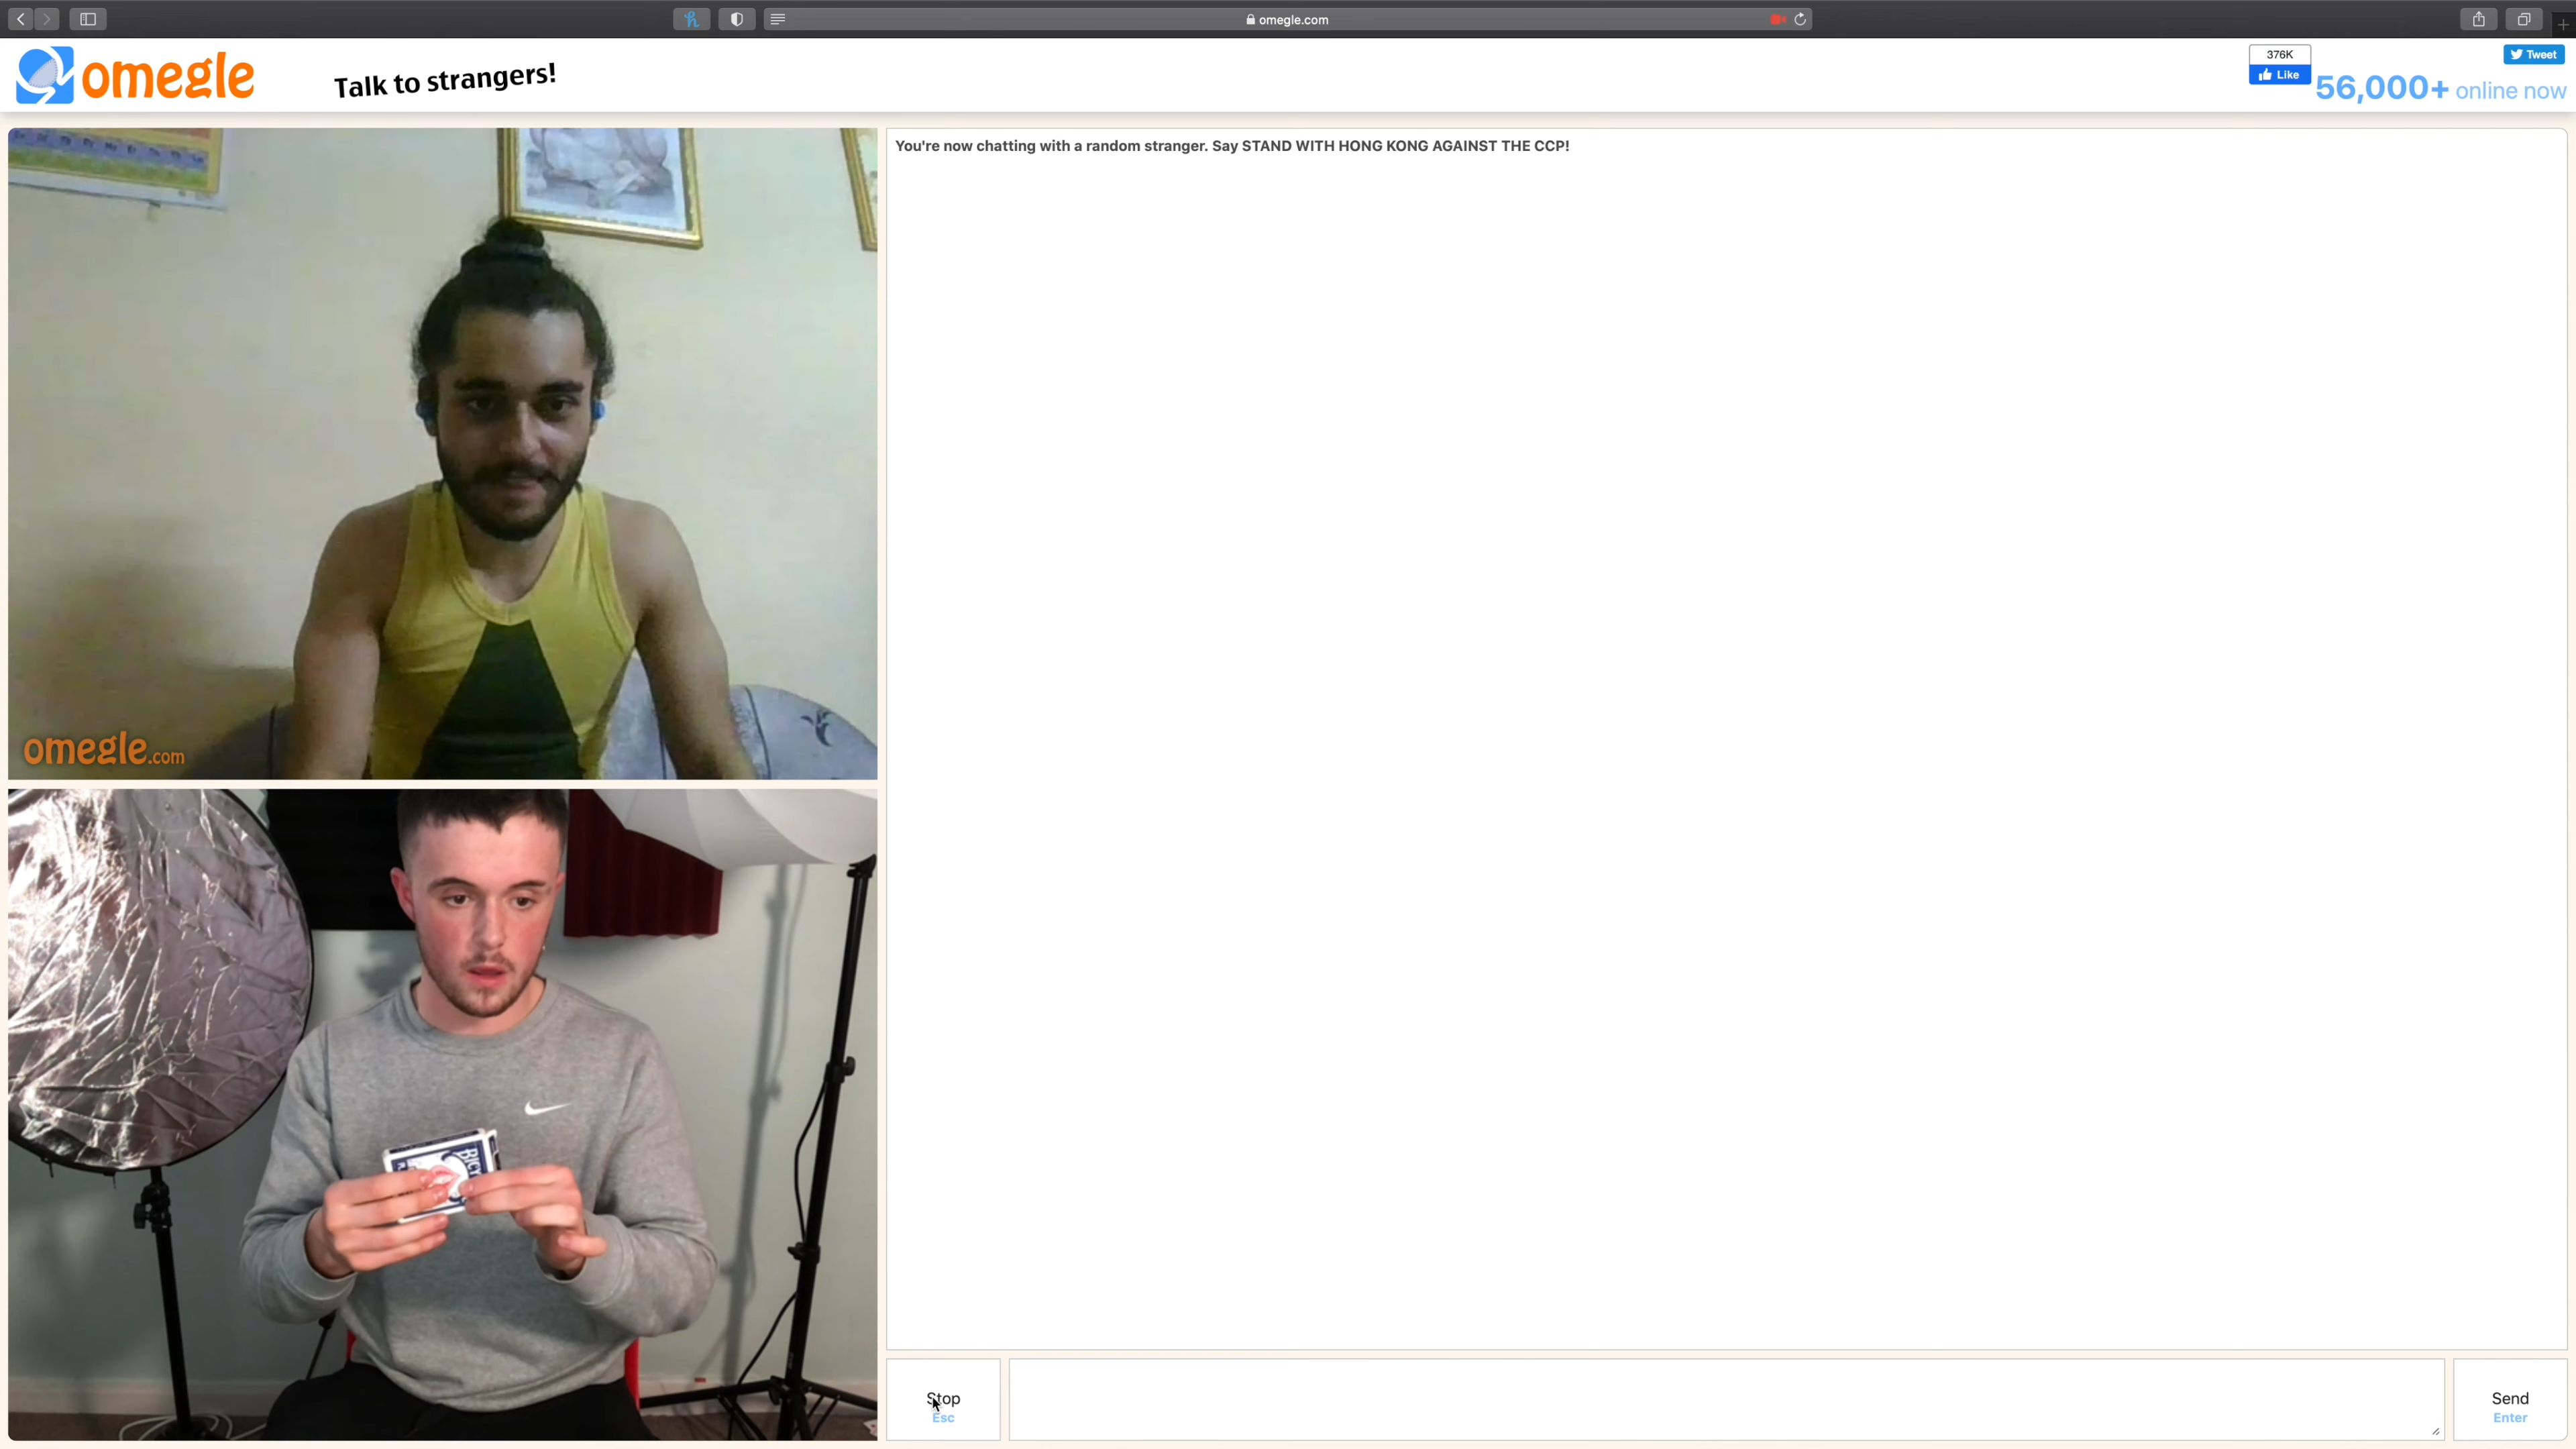 omegle.com
omegle
Talk to strangers!
376K
Like
Tweet
56,000+ online now
You're now chatting with a random stranger. Say STAND WITH HONG KONG AGAINST THE CCP!
omegle.com
Stop
Esc
Send
Enter